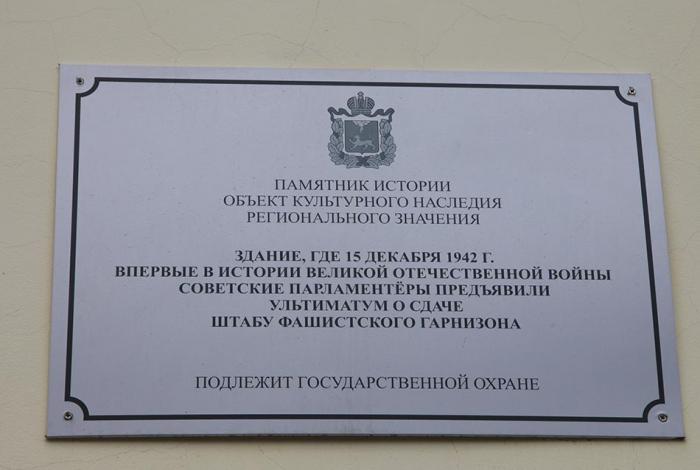 ПАМЯТНИК ИСТОРИИ
ОБЪЕКТ КУЛЬТУРНОГО НАСЛЕДИЯ
РЕГИОНАЛЬНОГО ЗНАЧЕНИЯ
ЗДАНИЕ, ГДЕ 15 ДЕКАБРЯ 1942 Г.
ВПЕРВЫЕ В ИСТОРИИ ВЕЛИКОЙ ОТЕЧЕСТВЕННОЙ ВОЙНЫ
СОВЕТСКИЕ ПАРЛАМЕНТЁРЫ ПРЕДЪЯВИЛИ
УЛЬТИМАТУМ О СДАЧЕ
ШТАБУ ФАШИСТСКОГО ГАРНИЗОНА
ПОДЛЕЖИТ ГОСУДАРСТВЕННОЙ ОХРАНЕ